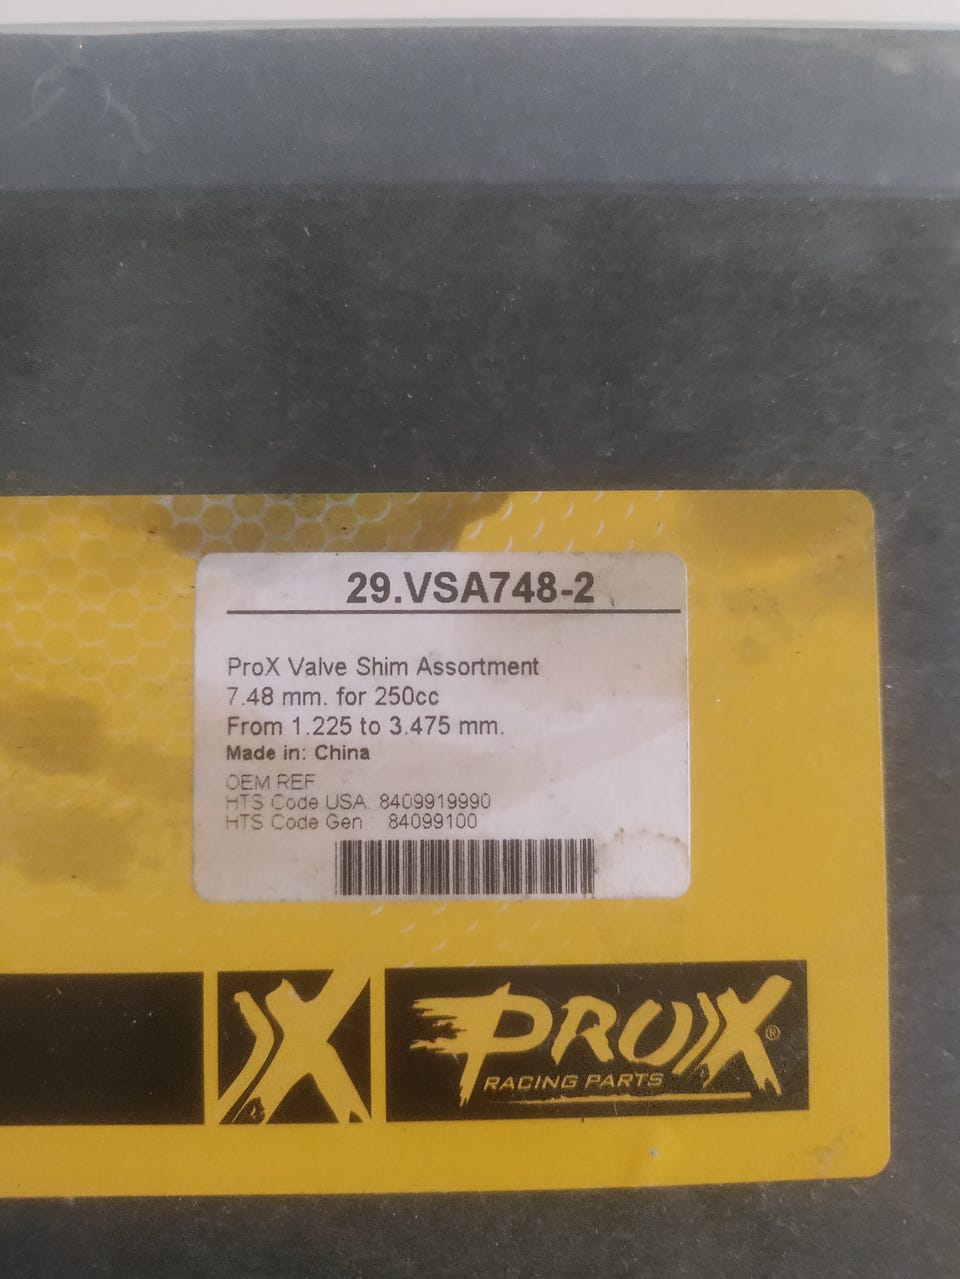 29.VSA748-2
ProX Valve Shim Assortment
7.48 mm. for 250cc
From 1.225 to 3.475 mm.
Made in: China
OEM REF
HTS Code USA: 8409919990
HTS Code Gen : 84099100
X
PROX®
RACING PARTS